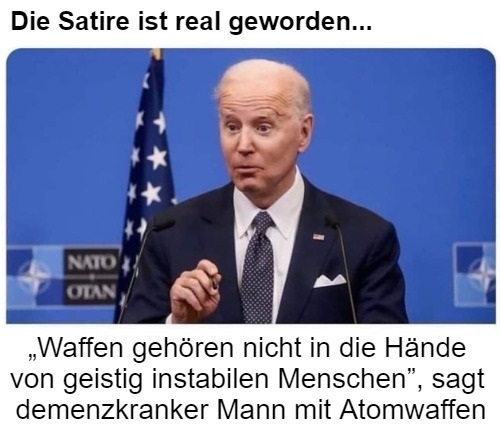 Die Satire ist real geworden...
NATO
OTAN
„Waffen gehören nicht in die Hände
von geistig instabilen Menschen”, sagt
demenzkranker Mann mit Atomwaffen